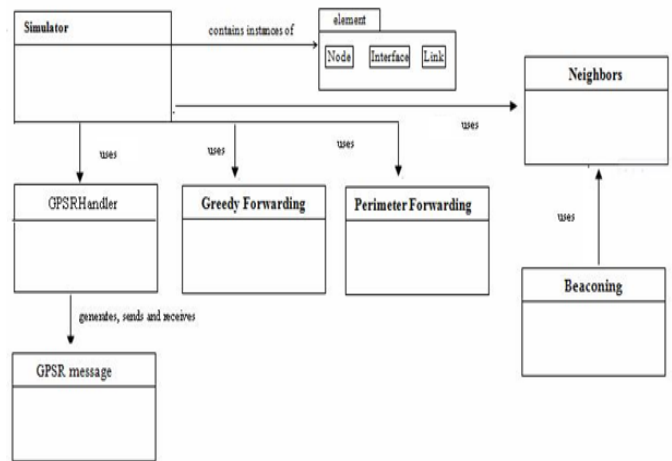 Simulator
contains instances of
element
Node
Interface
Link
Neighbors
uses
uses
uses
uses
GPSRHandler
Greedy Forwarding
Perimeter Forwarding
uses
Beaconing
generates, sends and receives
GPSR message